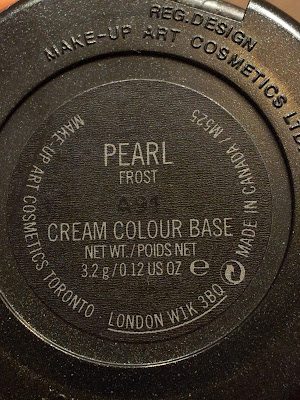 REG.DESIGN
MAKE-UP ART COSMETICS LTD.
MAKE-UP ART COSMETICS TORONTO
MADE IN CANADA / M525
PEARL
FROST
CREAM COLOUR BASE
NET WT./POIDS NET
3.2 g/0.12 US OZ ℮
LONDON W1K 3BQ